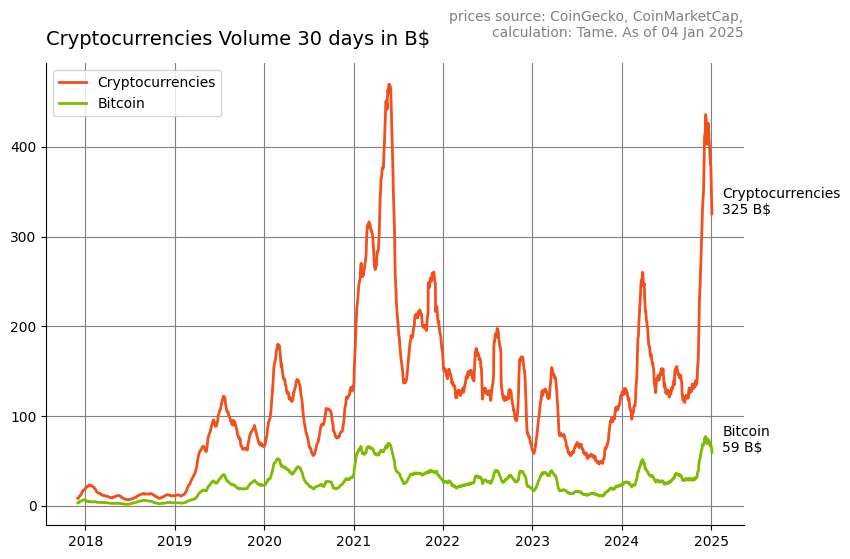 prices source: CoinGecko, CoinMarketCap,
calculation: Tame. As of 04 Jan 2025
Cryptocurrencies Volume 30 days in B$
Cryptocurrencies
Bitcoin
400
300
200
100
0
Cryptocurrencies
325 B$
Bitcoin
59 B$
2018 2019 2020 2021 2022 2023 2024 2025